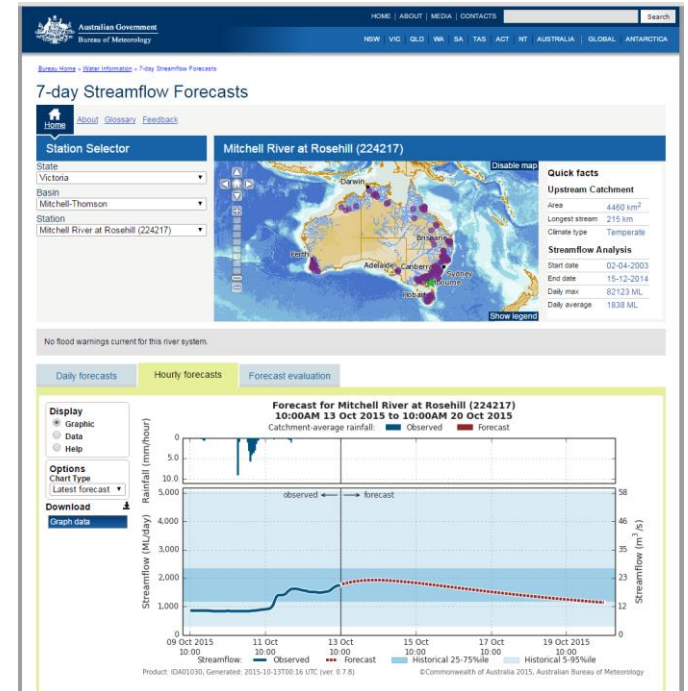 HOME | ABOUT | MEDIA | CONTACTS
Search
Australian Government
Bureau of Meteorology
NSW VIC QLD WA SA TAS ACT NT AUSTRALIA | GLOBAL ANTARCTICA
Bureau Home » Water Information » 7-day Streamflow Forecasts
7-day Streamflow Forecasts
Home About Glossary Feedback
Station Selector
State
Victoria
Basin
Mitchell-Thomson
Station
Mitchell River at Rosehill (224217)
Mitchell River at Rosehill (224217)
Disable map
Darwin
Brisbane
Perth
Adelaide
Canberra
Sydney
Hobart
Show legend
Quick facts
Upstream Catchment
Area 4460 km²
Longest stream 215 km
Climate type Temperate
Streamflow Analysis
Start date 02-04-2003
End date 15-12-2014
Daily max 82123 ML
Daily average 1838 ML
No flood warnings current for this river system.
Daily forecasts
Hourly forecasts
Forecast evaluation
Display
Graphic
Data
Help
Options
Chart Type
Latest forecast
Download
Graph data
Forecast for Mitchell River at Rosehill (224217)
10:00AM 13 Oct 2015 to 10:00AM 20 Oct 2015
Catchment-average rainfall: Observed Forecast
Rainfall (mm/hour)
0
5.0
10.0
observed ← → forecast
Streamflow (ML/day)
5,000
4,000
3,000
2,000
1,000
0
Streamflow (m³/s)
58
46
35
23
12
0
09 Oct 2015 11 Oct 13 Oct 15 Oct 17 Oct 19 Oct 2015
10:00 10:00 10:00 10:00 10:00 10:00
Streamflow: Observed Forecast Historical 25-75%ile Historical 5-95%ile
Product: IDA01030, Generated: 2015-10-13T00:16 UTC (ver. 0.7.8)
©Commonwealth of Australia 2015, Australian Bureau of Meteorology